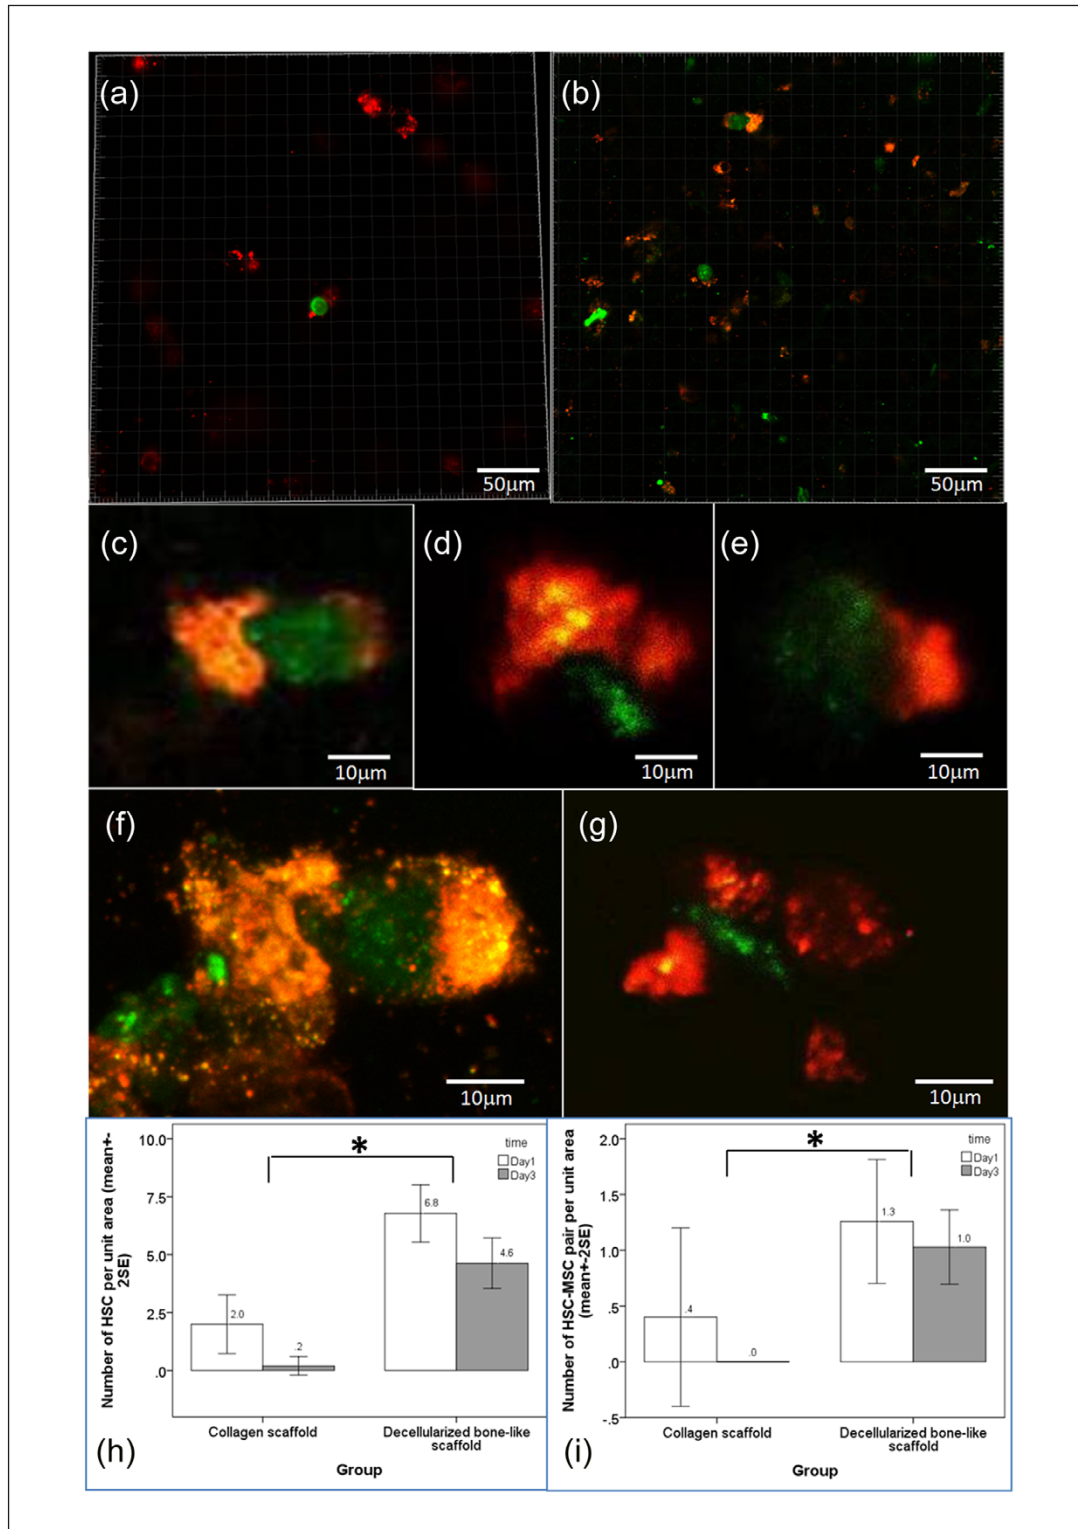 (a)
50μm
(b)
50μm
(c)
10μm
(d)
10μm
(e)
10μm
(f)
10μm
(g)
10μm
Number of HSC per unit area (mean+-
2SE)
10.0
7.5
5.0
2.5
.0
*
time
Day1
Day3
2.0
.2
6.8
4.6
Collagen scaffold
Decellularized bone-like
scaffold
Group
(h)
Number of HSC-MSC pair per unit area
(mean+-2SE)
2.0
1.5
1.0
.5
.0
-.5
*
time
Day1
Day3
.4
.0
1.3
1.0
Collagen scaffold
Decellularized bone-like
scaffold
Group
(i)